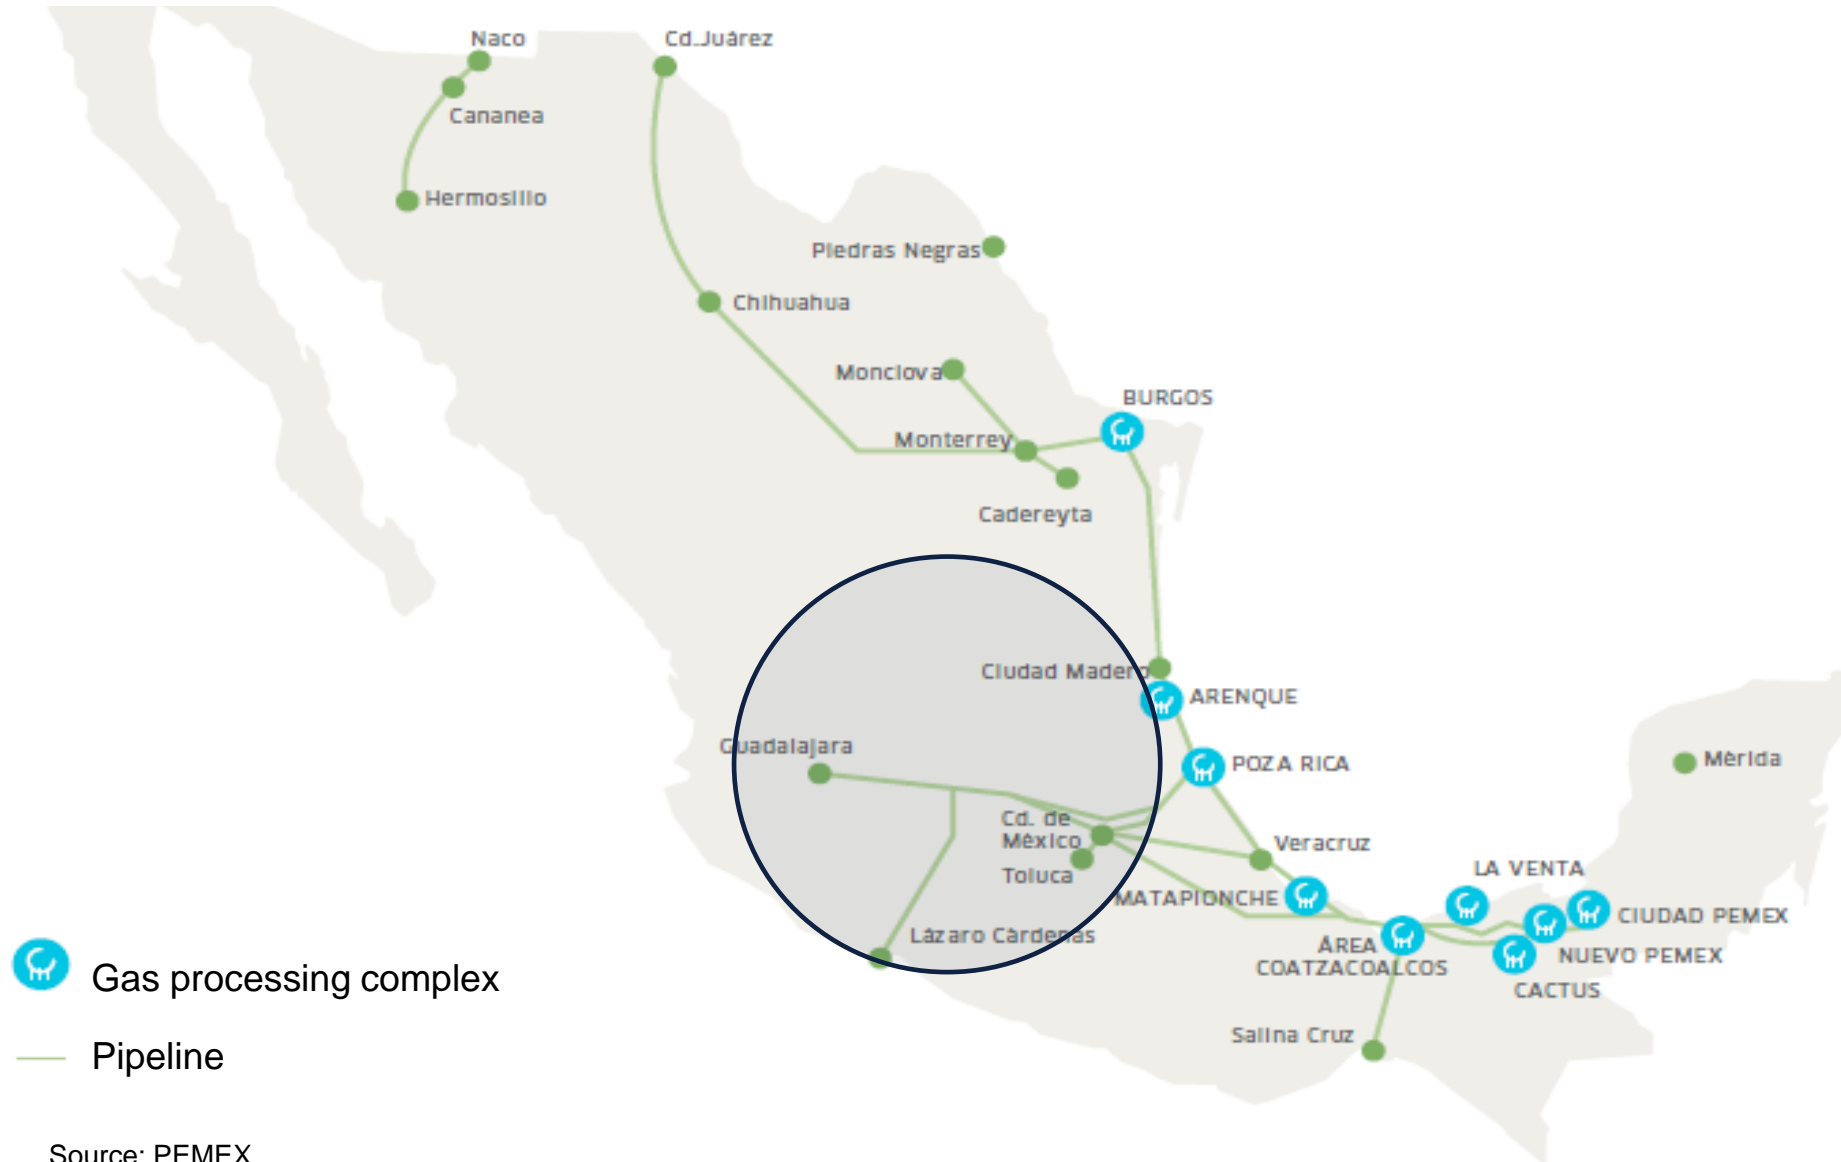 Naco
Cd.Juárez
Cananea
Hermosillo
Piedras Negras
Chihuahua
Monclova
BURGOS
Monterrey
Cadereyta
Ciudad Madero
ARENQUE
Guadalajara
POZA RICA
Mérida
Cd. de
México
Toluca
Veracruz
LA VENTA
MATAPIONCHE
CIUDAD PEMEX
Lázaro Cárdenas
ÁREA
COATZACOALCOS
NUEVO PEMEX
CACTUS
Salina Cruz
Gas processing complex
Pipeline
Source: PEMEX